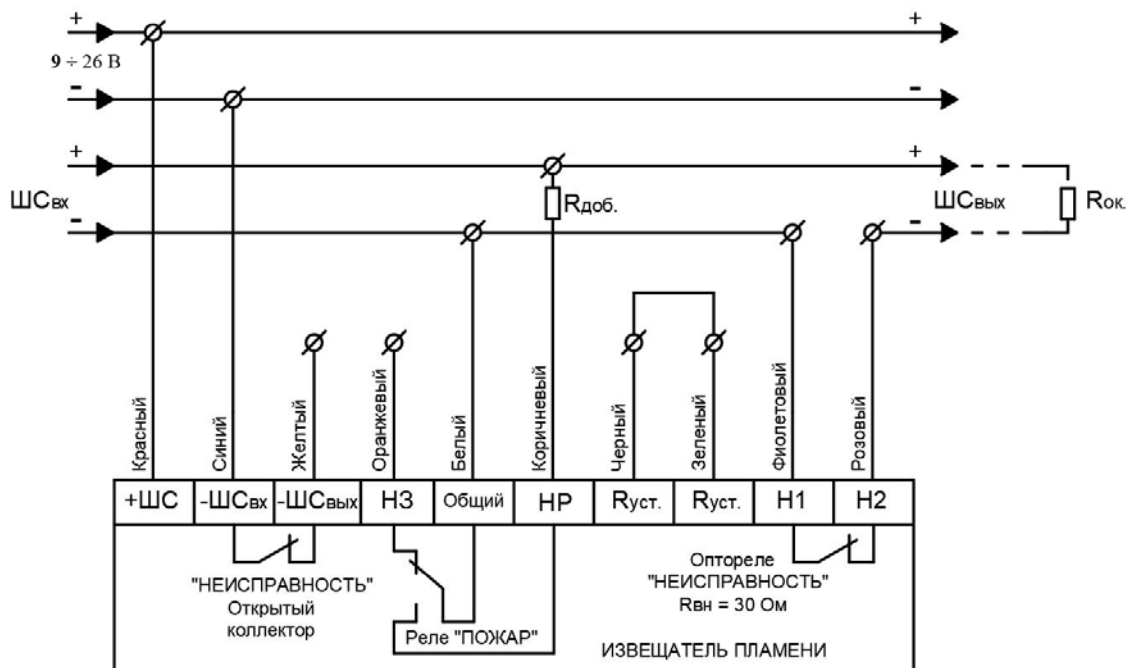 + +
9 ÷ 26 В
- -
+ +
ШСвх Rдоб. ШСвых Rок.
- -
Красный
Синий
Желтый
Оранжевый
Белый
Коричневый
Черный
Зеленый
Фиолетовый
Розовый
+ШС -ШСвх -ШСвых НЗ Общий НР Rуст. Rуст. Н1 Н2
"НЕИСПРАВНОСТЬ"
Открытый
коллектор
Реле "ПОЖАР"
Оптореле
"НЕИСПРАВНОСТЬ"
Rвн = 30 Ом
ИЗВЕЩАТЕЛЬ ПЛАМЕНИ